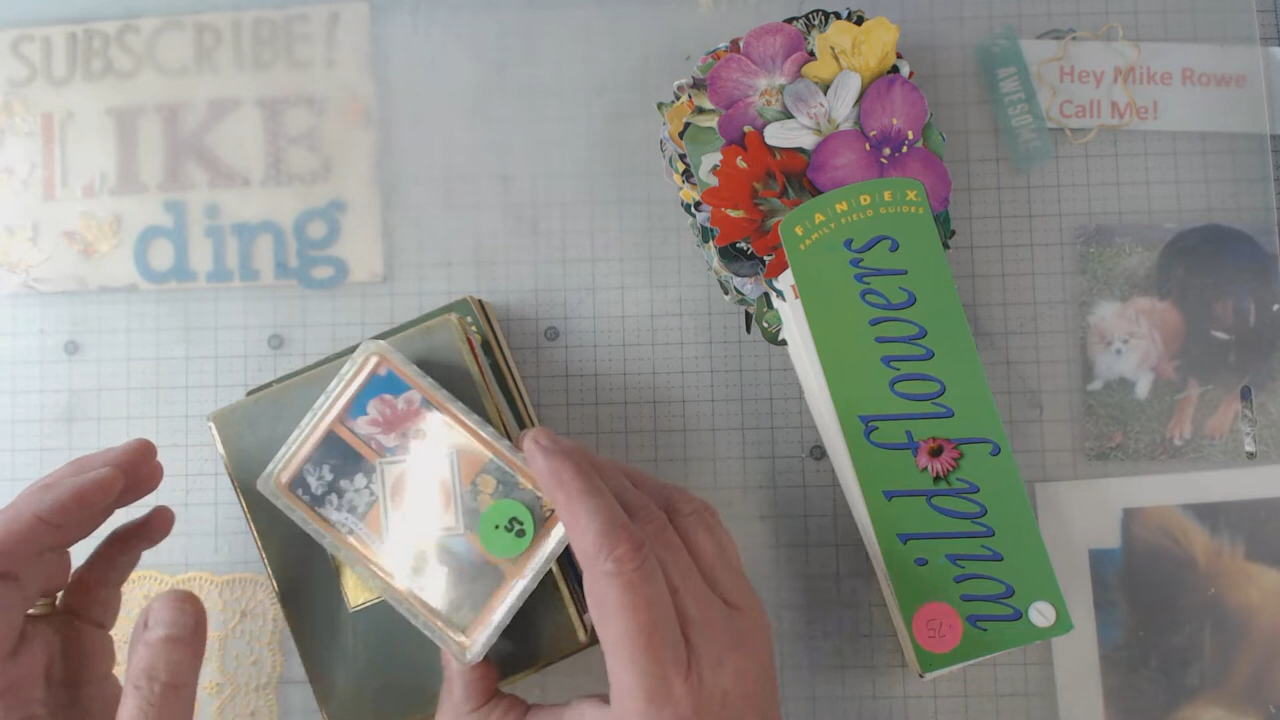 SUBSCRIBE!
LIKE
ding
FANDEX
FAMILY FIELD GUIDES
wildflowers
.75
.50
AWESOME
Hey Mike Rowe
Call Me!